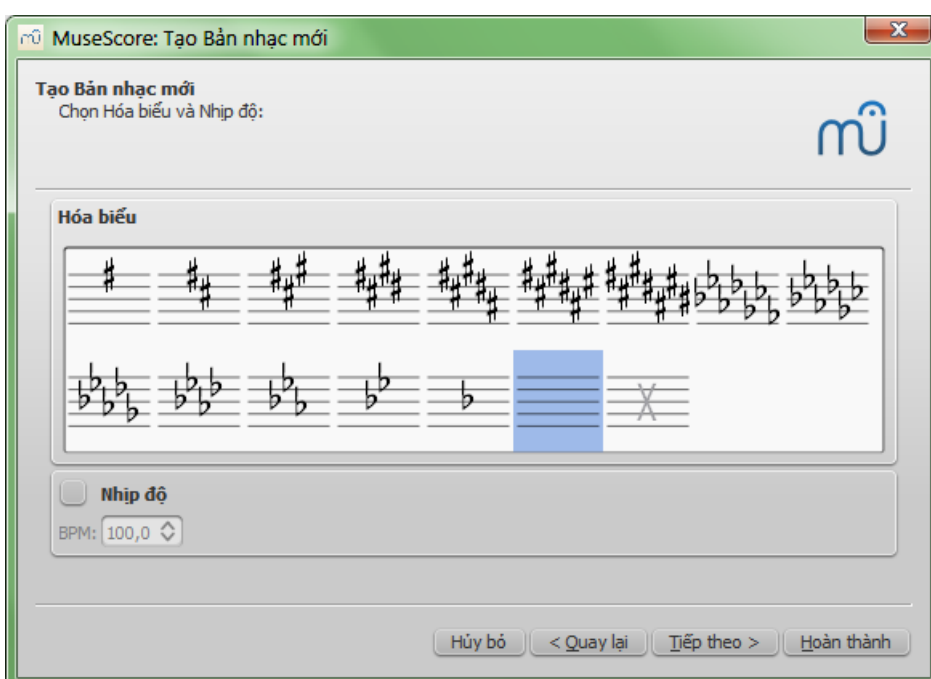 MuseScore: Tạo Bản nhạc mới
Tạo Bản nhạc mới
Chọn Hóa biểu và Nhịp độ:
Hóa biểu
Nhịp độ
BPM: 100,0
Hủy bỏ < Quay lại Tiếp theo > Hoàn thành